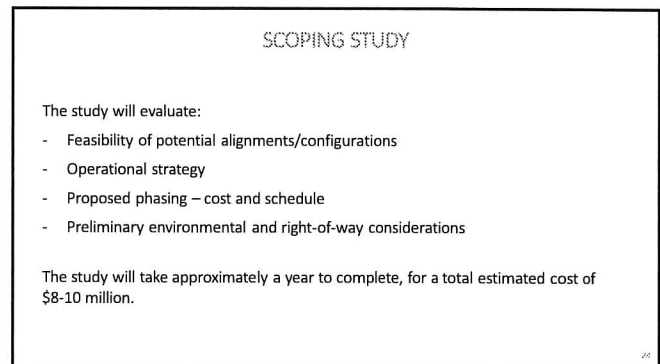 SCOPING STUDY
The study will evaluate:
- Feasibility of potential alignments/configurations
- Operational strategy
- Proposed phasing – cost and schedule
- Preliminary environmental and right-of-way considerations
The study will take approximately a year to complete, for a total estimated cost of
$8-10 million.